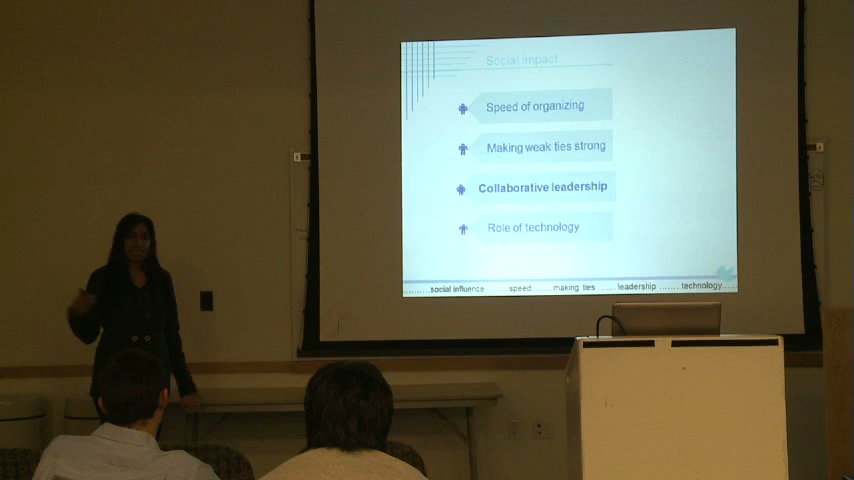 Social Impact
Speed of organizing
Making weak ties strong
Collaborative leadership
Role of technology
..........social influence speed ......making ties ...... leadership ....... technology.....